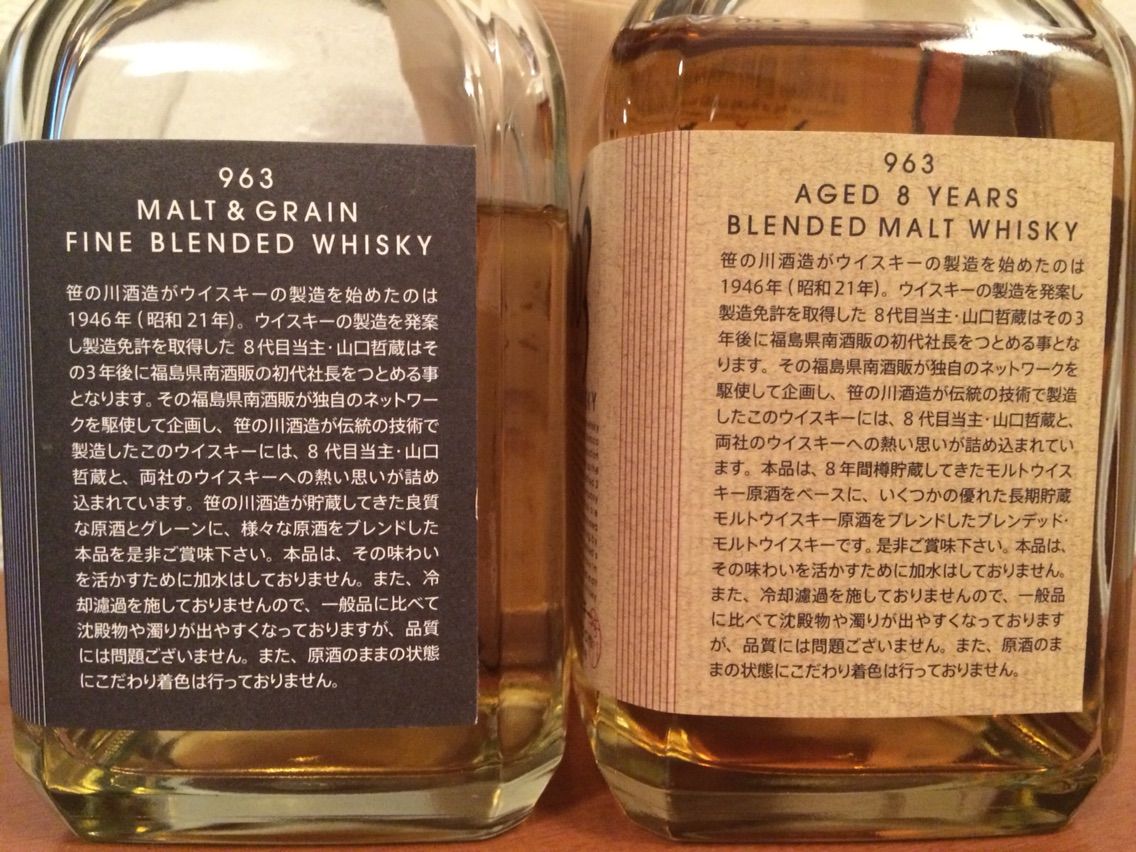 963
MALT & GRAIN
FINE BLENDED WHISKY
笹の川酒造がウイスキーの製造を始めたのは
1946年（昭和21年）。ウイスキーの製造を発案
し製造免許を取得した 8代目当主・山口哲蔵はそ
の3年後に福島県南酒販の初代社長をつとめる事
となります。その福島県南酒販が独自のネットワー
クを駆使して企画し、笹の川酒造が伝統の技術で
製造したこのウイスキーには、8代目当主・山口
哲蔵と、両社のウイスキーへの熱い思いが詰め
込まれています。笹の川酒造が貯蔵してきた良質
な原酒とグレーンに、様々な原酒をブレンドした
本品を是非ご賞味下さい。本品は、その味わい
を活かすために加水はしておりません。また、冷
却濾過を施しておりませんので、一般品に比べて
沈殿物や濁りが出やすくなっておりますが、品質
には問題ございません。また、原酒のままの状態
にこだわり着色は行っておりません。
963
AGED 8 YEARS
BLENDED MALT WHISKY
笹の川酒造がウイスキーの製造を始めたのは
1946年（昭和21年）。ウイスキーの製造を発案し
製造免許を取得した 8代目当主・山口哲蔵はその3
年後に福島県南酒販の初代社長をつとめる事とな
ります。その福島県南酒販が独自のネットワークを
駆使して企画し、笹の川酒造が伝統の技術で製造
したこのウイスキーには、8代目当主・山口哲蔵と、
両社のウイスキーへの熱い思いが詰め込まれてい
ます。本品は、8年間樽貯蔵してきたモルトウイス
キー原酒をベースに、いくつかの優れた長期貯蔵
モルトウイスキー原酒をブレンドしたブレンデッド・
モルトウイスキーです。是非ご賞味下さい。本品は、
その味わいを活かすために加水はしておりません。
また、冷却濾過を施しておりませんので、一般品
に比べて沈殿物や濁りが出やすくなっております
が、品質には問題ございません。また、原酒のま
まの状態にこだわり着色は行っておりません。